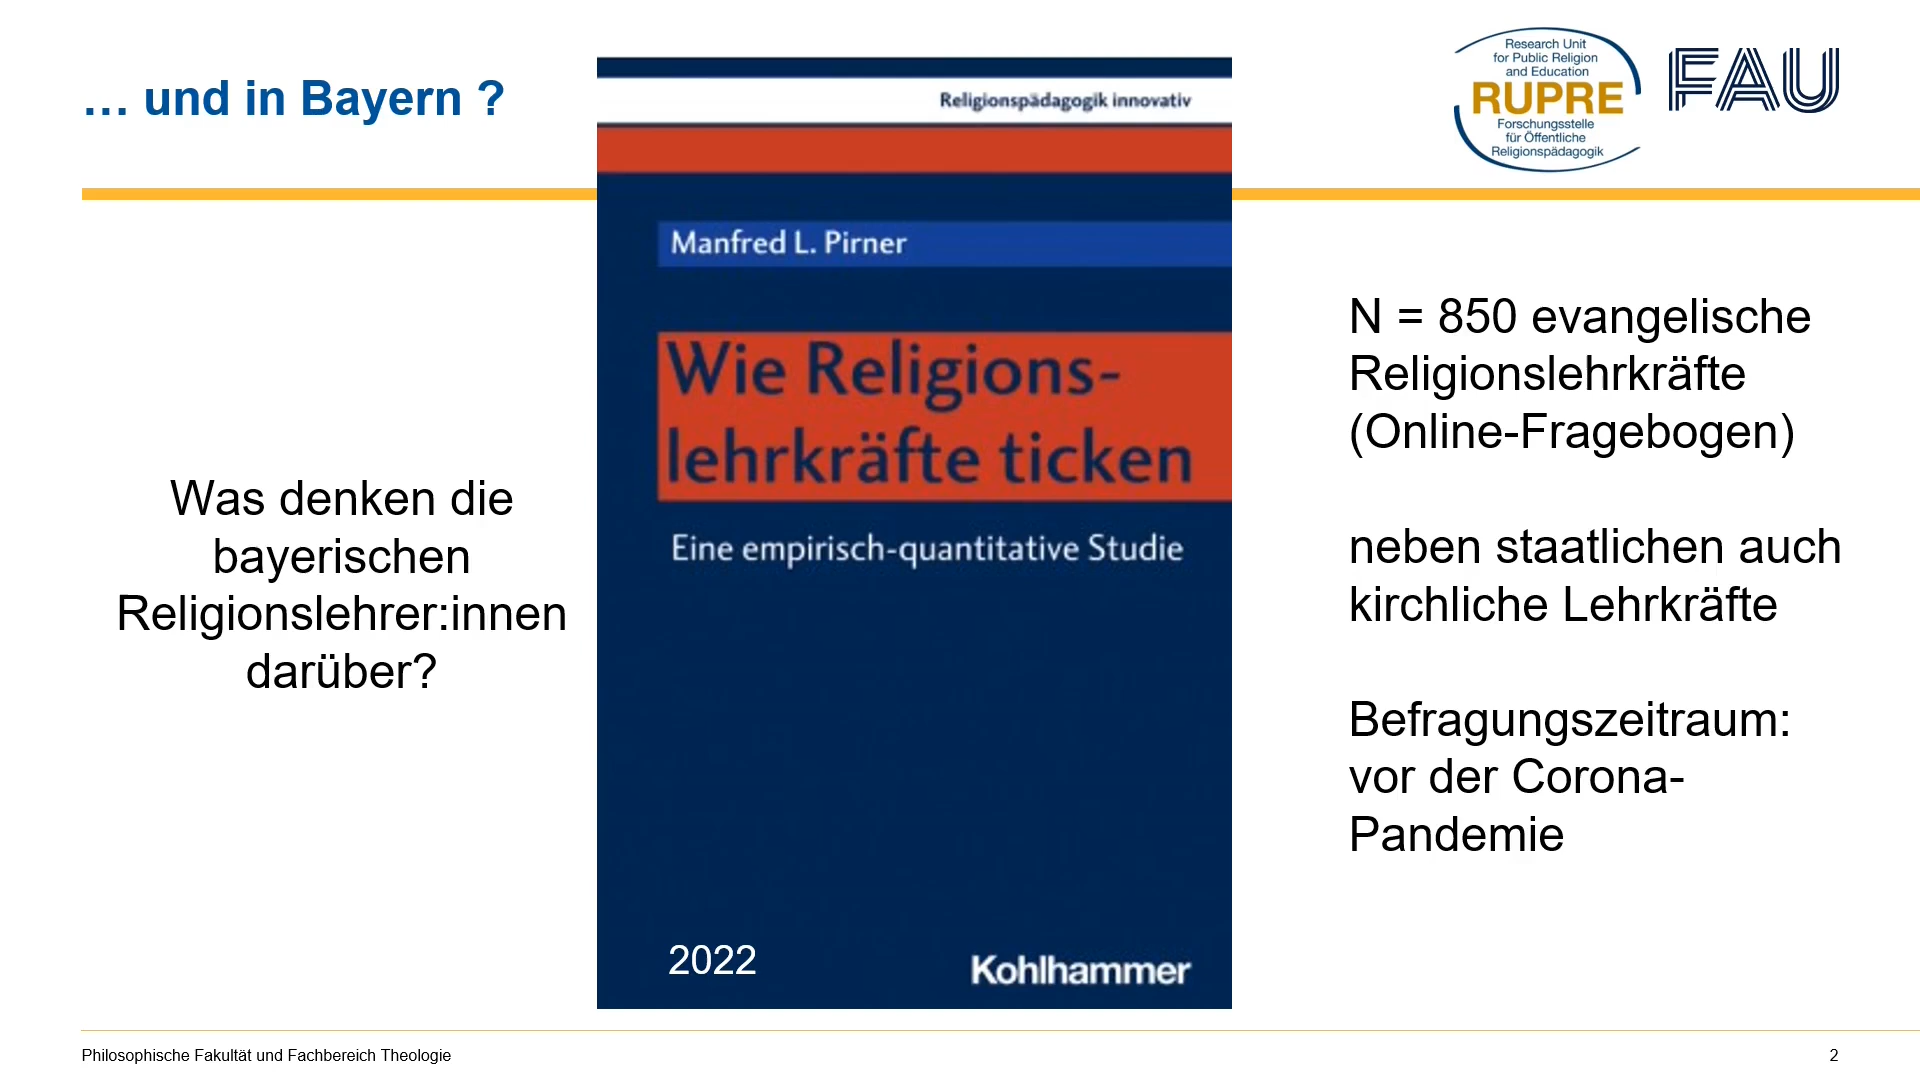 … und in Bayern ?
Research Unit
for Public Religion
and Education
RUPRE
Forschungsstelle
für Öffentliche
Religionspädagogik
FAU
Was denken die
bayerischen
Religionslehrer:innen
darüber?
Religionspädagogik innovativ
Manfred L. Pirner
Wie Religions-
lehrkräfte ticken
Eine empirisch-quantitative Studie
2022
Kohlhammer
N = 850 evangelische
Religionslehrkräfte
(Online-Fragebogen)
neben staatlichen auch
kirchliche Lehrkräfte
Befragungszeitraum:
vor der Corona-
Pandemie
Philosophische Fakultät und Fachbereich Theologie
2